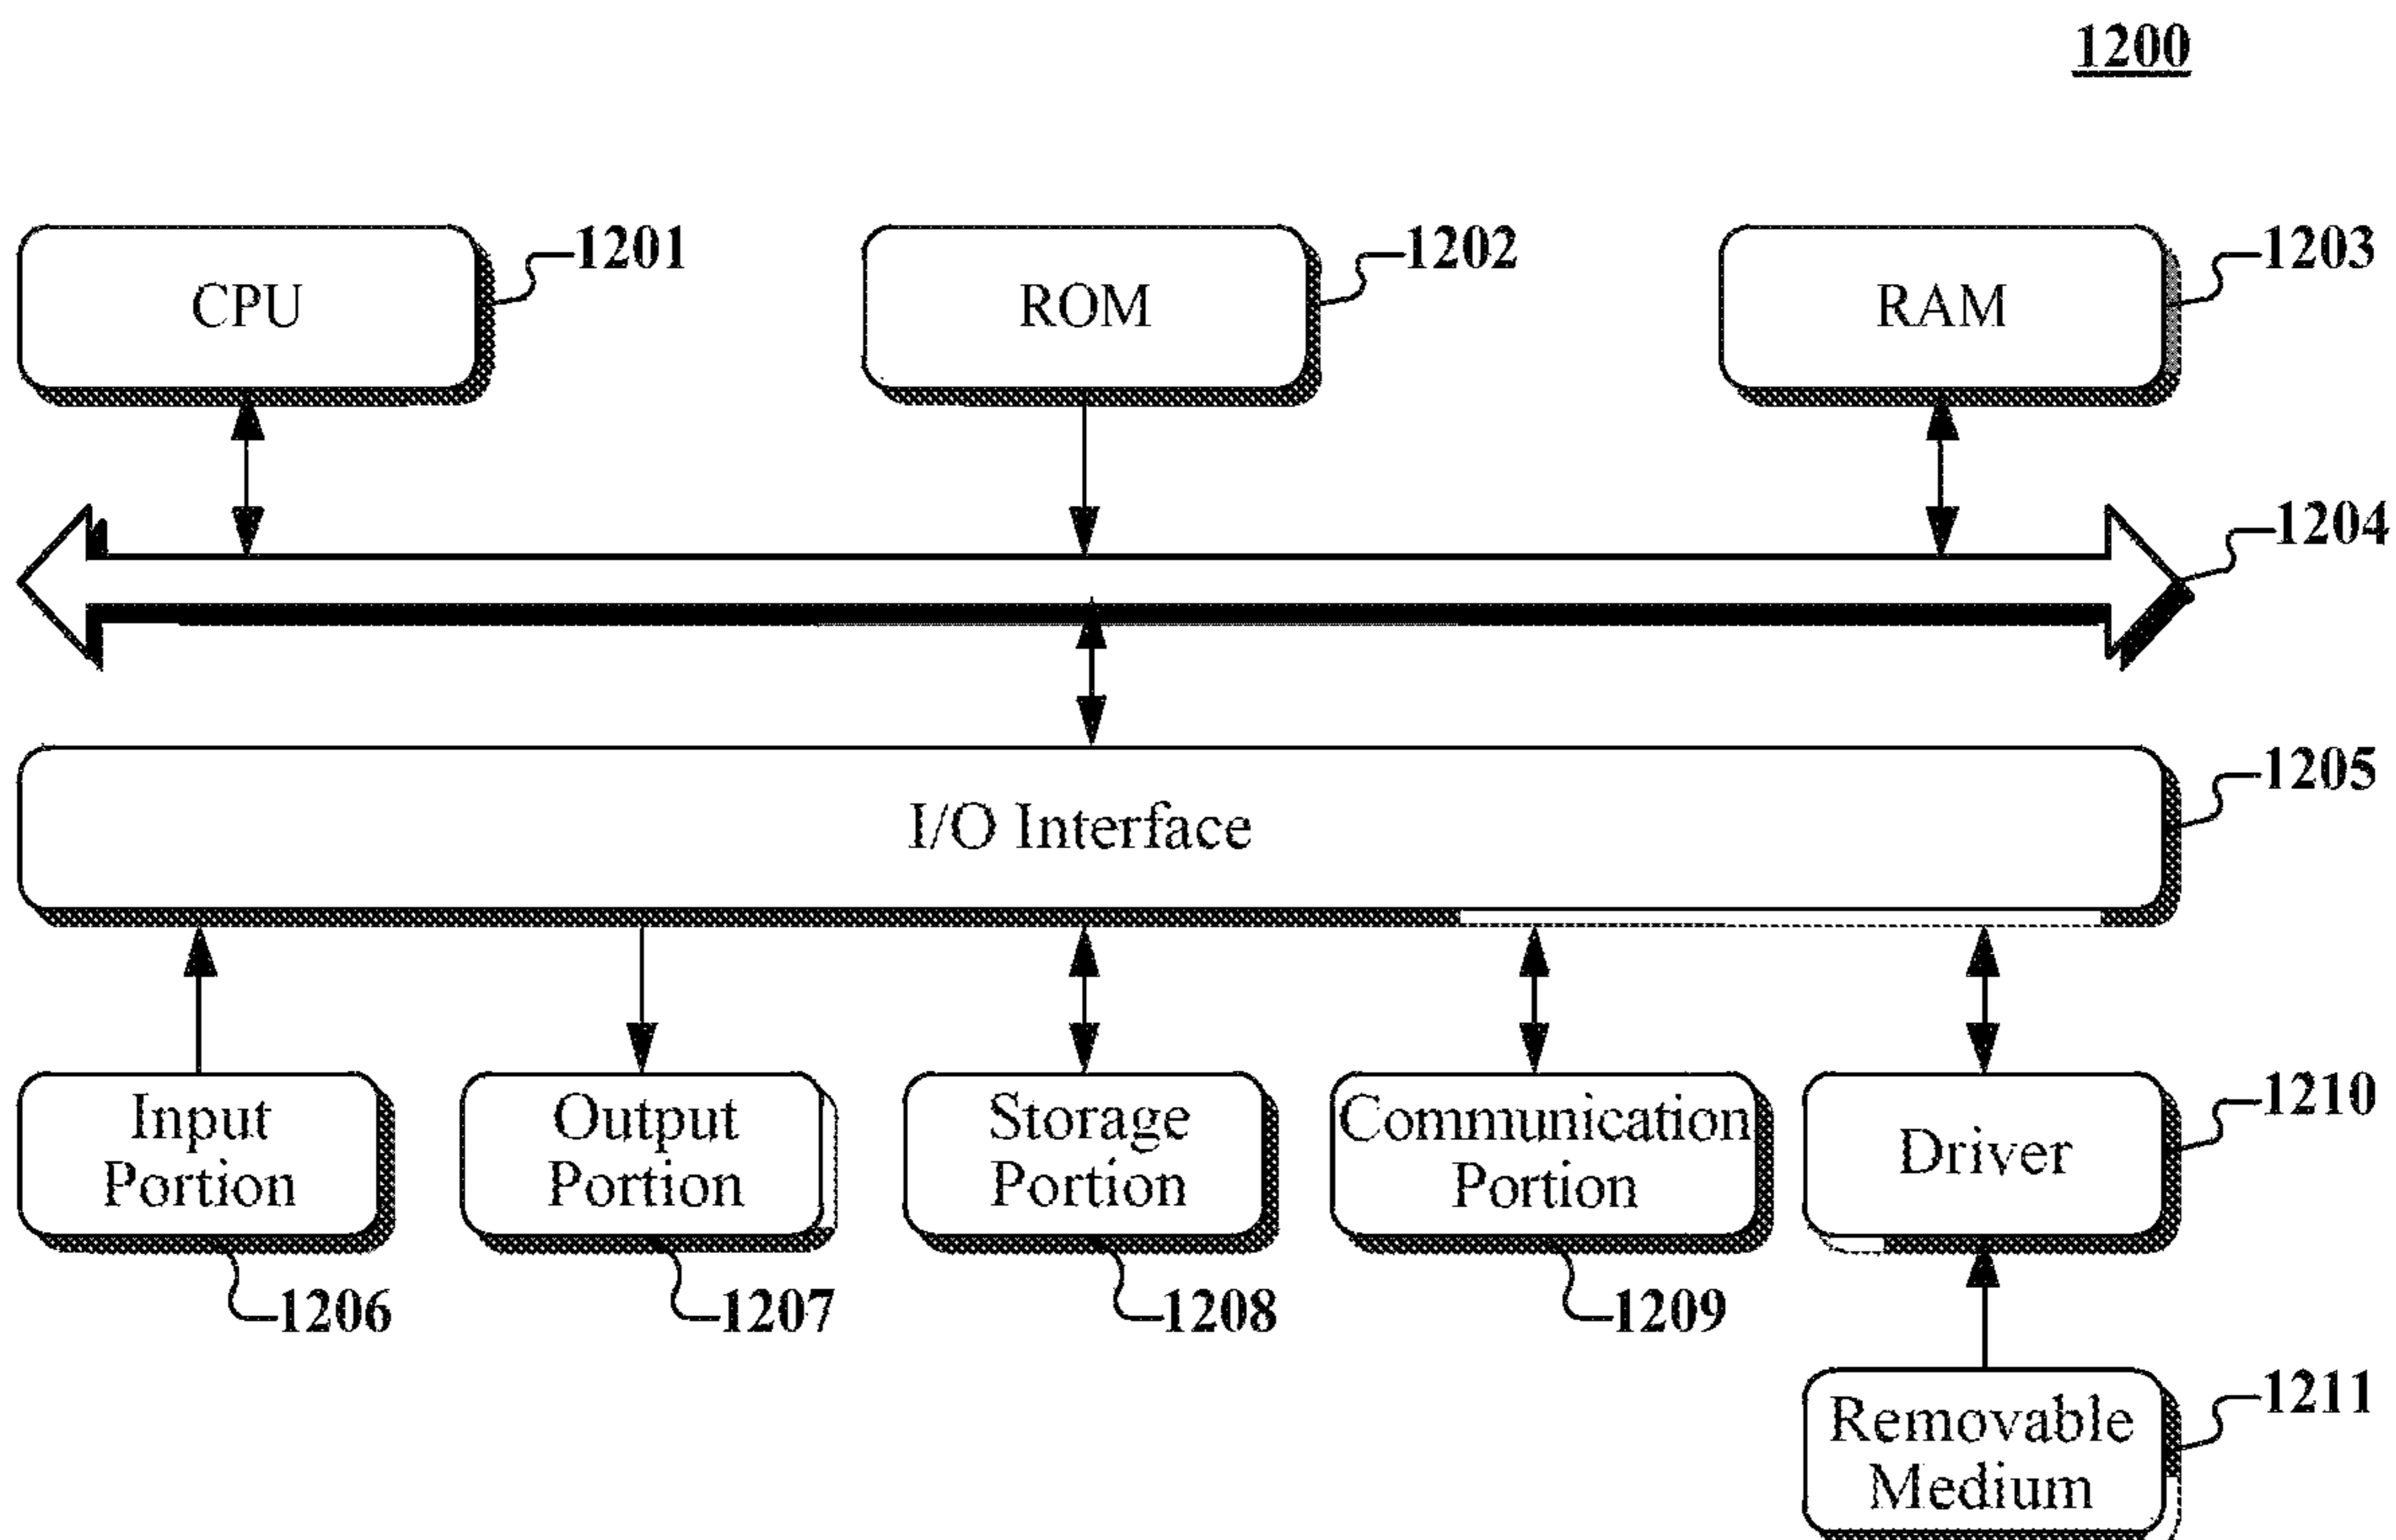 1200
CPU
1201
ROM
1202
RAM
1203
1204
I/O Interface
1205
Input
Portion
1206
Output
Portion
1207
Storage
Portion
1208
Communication
Portion
1209
Driver
1210
Removable
Medium
1211